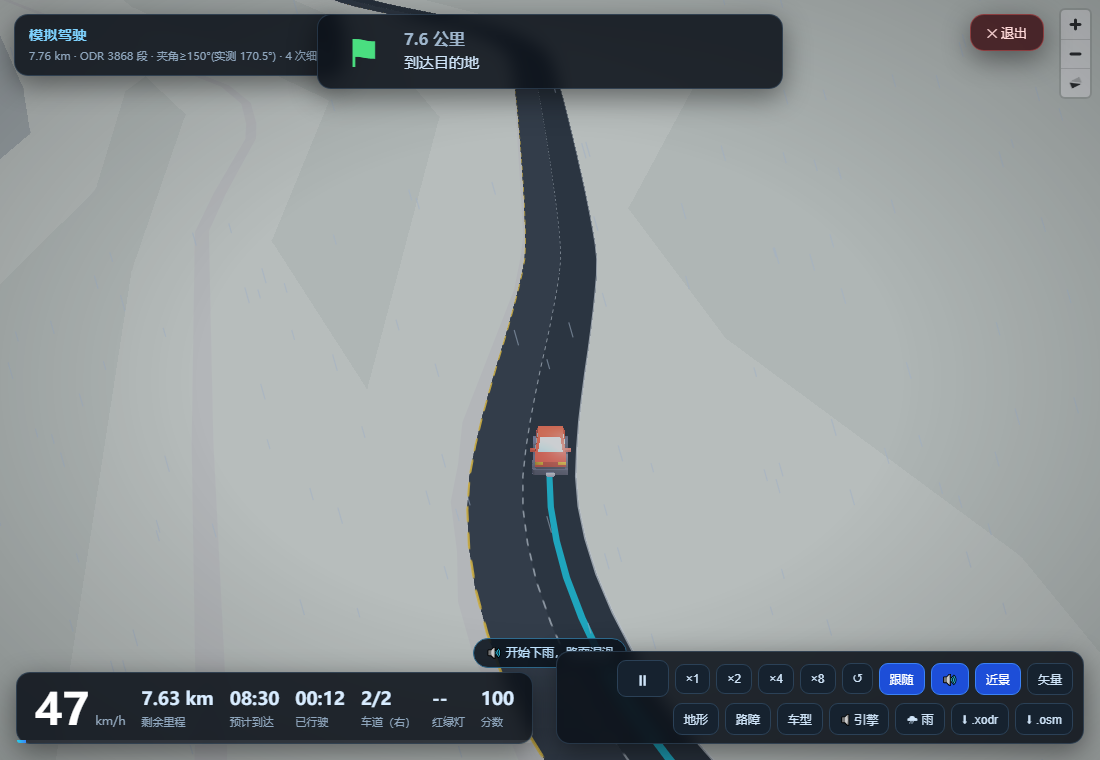 模拟驾驶
7.76 km · ODR 3868 段 · 夹角≥150°(实测 170.5°) · 4 次细
7.6 公里
到达目的地
退出
开始下雨，路面湿滑
47 km/h
7.63 km 08:30 00:12 2/2 -- 100
剩余里程 预计到达 已行驶 车道（右） 红绿灯 分数
×1 ×2 ×4 ×8 ↺ 跟随 近景 矢量
地形 路障 车型 引擎 雨 .xodr .osm